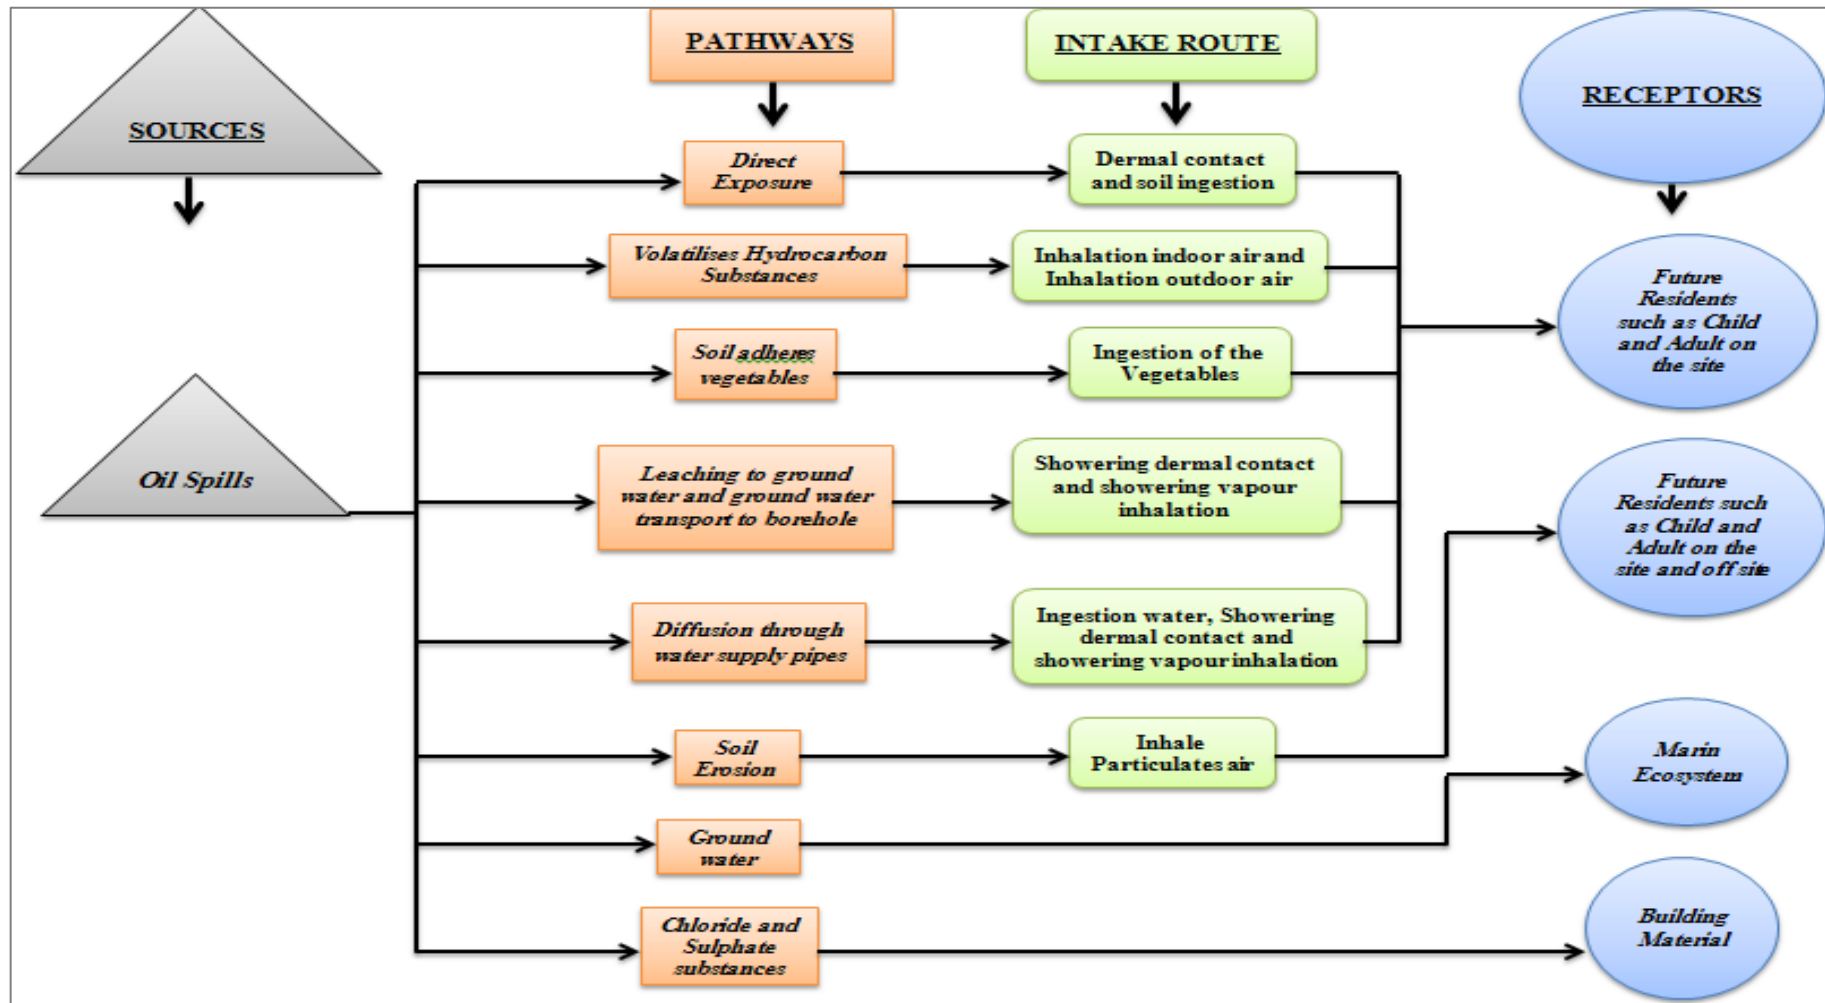 SOURCES
PATHWAYS
INTAKE ROUTE
RECEPTORS
Oil Spills
Direct
Exposure
Dermal contact
and soil ingestion
Volatilises Hydrocarbon
Substances
Inhalation indoor air and
Inhalation outdoor air
Soil adheres
vegetables
Ingestion of the
Vegetables
Leaching to ground
water and ground water
transport to borehole
Showering dermal contact
and showering vapour
inhalation
Diffusion through
water supply pipes
Ingestion water, Showering
dermal contact and
showering vapour inhalation
Soil
Erosion
Inhale
Particulates air
Ground
water
Chloride and
Sulphate
substances
Future
Residents
such as Child
and Adult on
the site
Future
Residents such
as Child and
Adult on the
site and off site
Marin
Ecosystem
Building
Material